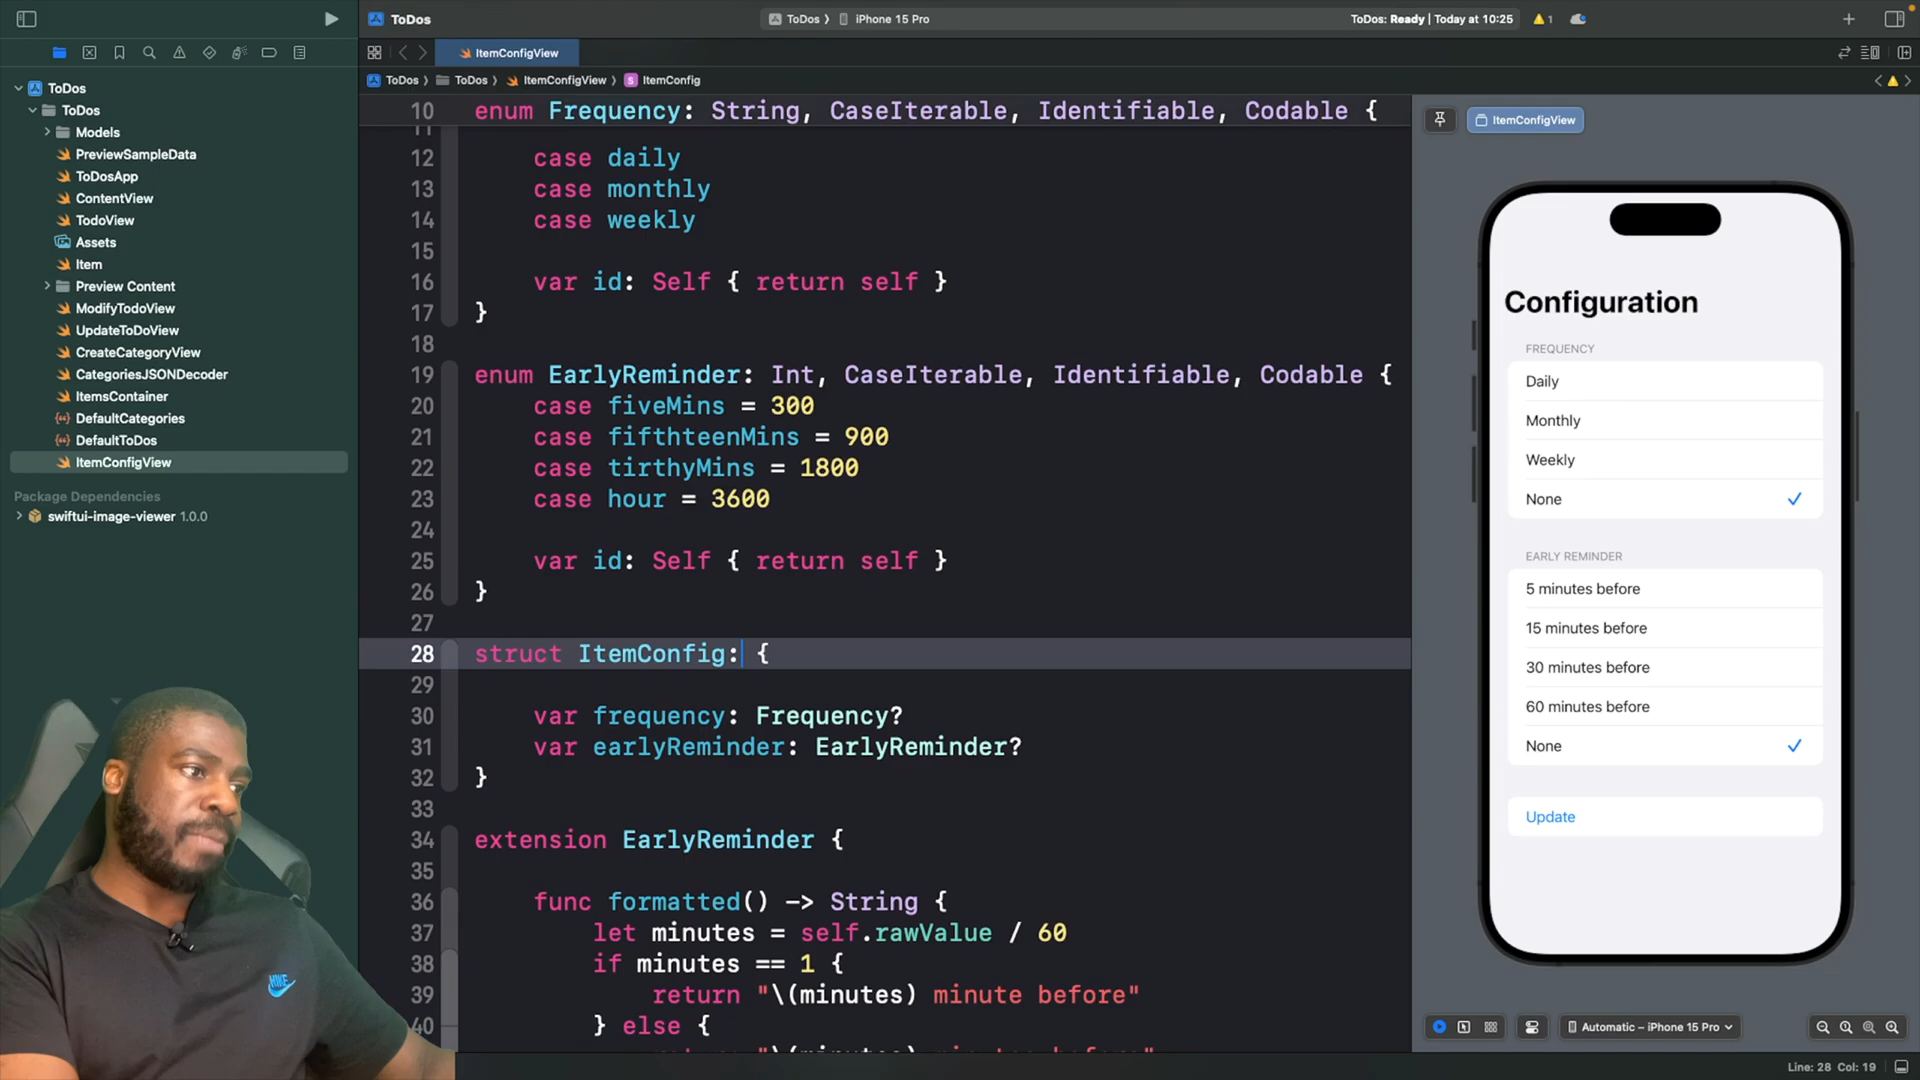 ToDos
ToDos
iPhone 15 Pro
ToDos: Ready | Today at 10:25
1
ItemConfigView
ToDos
ToDos
ItemConfigView
ItemConfig
ToDos
ToDos
Models
PreviewSampleData
ToDosApp
ContentView
TodoView
Assets
Item
Preview Content
ModifyTodoView
UpdateToDoView
CreateCategoryView
CategoriesJSONDecoder
ItemsContainer
DefaultCategories
DefaultToDos
ItemConfigView
Package Dependencies
swiftui-image-viewer 1.0.0
10 enum Frequency: String, CaseIterable, Identifiable, Codable {
11
12 case daily
13 case monthly
14 case weekly
15
16 var id: Self { return self }
17 }
18
19 enum EarlyReminder: Int, CaseIterable, Identifiable, Codable {
20 case fiveMins = 300
21 case fifthteenMins = 900
22 case tirthyMins = 1800
23 case hour = 3600
24
25 var id: Self { return self }
26 }
27
28 struct ItemConfig: {
29
30 var frequency: Frequency?
31 var earlyReminder: EarlyReminder?
32 }
33
34 extension EarlyReminder {
35
36 func formatted() -> String {
37 let minutes = self.rawValue / 60
38 if minutes == 1 {
39 return "\(minutes) minute before"
40 } else {
return "\(minutes) minutes before"
ItemConfigView
Configuration
FREQUENCY
Daily
Monthly
Weekly
None
EARLY REMINDER
5 minutes before
15 minutes before
30 minutes before
60 minutes before
None
Update
NIKE
Automatic – iPhone 15 Pro
Line: 28 Col: 19